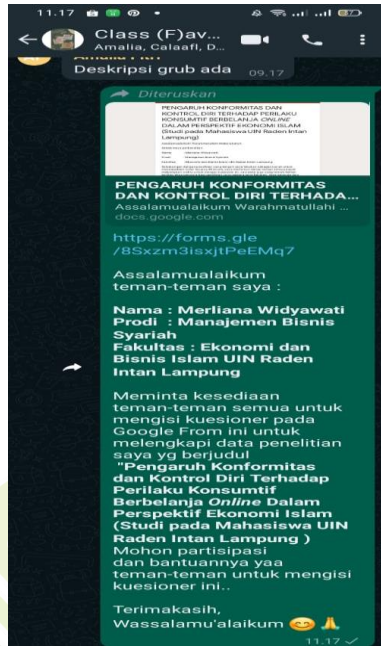 11.17
Class (F)av...
Amalia, Calaafl, D...
Deskripsi grub ada 09.17
Diteruskan
PENGARUH KONFORMITAS DAN
KONTROL DIRI TERHADAP PERILAKU
KONSUMTIF BERBELANJA ONLINE
DALAM PERSPEKTIF EKONOMI ISLAM
(Studi pada Mahasiswa UIN Raden Intan
Lampung)
PENGARUH KONFORMITAS
DAN KONTROL DIRI TERHADA...
Assalamualaikum Warahmatullahi ...
docs.google.com
https://forms.gle
/8Sxzm3isxjtPeEMq7
Assalamualaikum
teman-teman saya :
Nama : Merliana Widyawati
Prodi : Manajemen Bisnis
Syariah
Fakultas : Ekonomi dan
Bisnis Islam UIN Raden
Intan Lampung
Meminta kesediaan
teman-teman semua untuk
mengisi kuesioner pada
Google From ini untuk
melengkapi data penelitian
saya yg berjudul
"Pengaruh Konformitas
dan Kontrol Diri Terhadap
Perilaku Konsumtif
Berbelanja Online Dalam
Perspektif Ekonomi Islam
(Studi pada Mahasiswa UIN
Raden Intan Lampung )
Mohon partisipasi
dan bantuannya yaa
teman-teman untuk mengisi
kuesioner ini..
Terimakasih,
Wassalamu'alaikum 😊 🙏
11.17